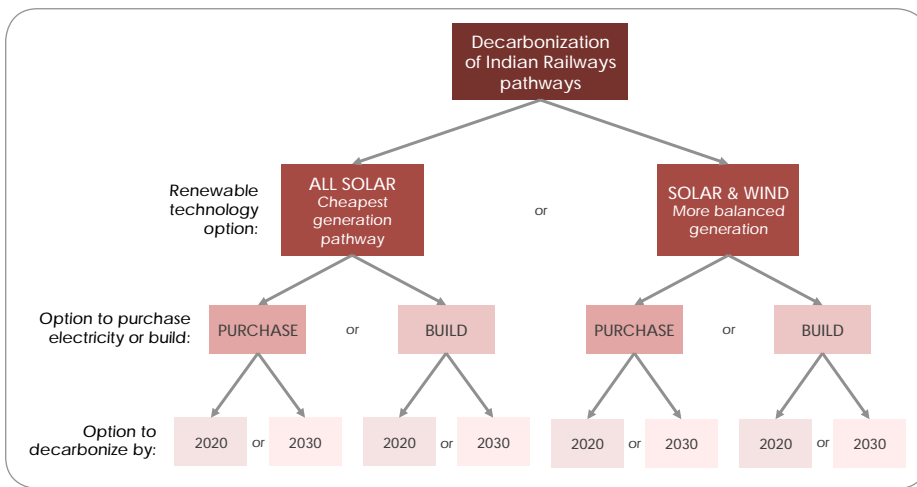 Decarbonization
of Indian Railways
pathways
Renewable
technology
option:
ALL SOLAR
Cheapest
generation
pathway
or
SOLAR & WIND
More balanced
generation
Option to purchase
electricity or build:
PURCHASE
or
BUILD
PURCHASE
or
BUILD
Option to
decarbonize by:
2020
or
2030
2020
or
2030
2020
or
2030
2020
or
2030